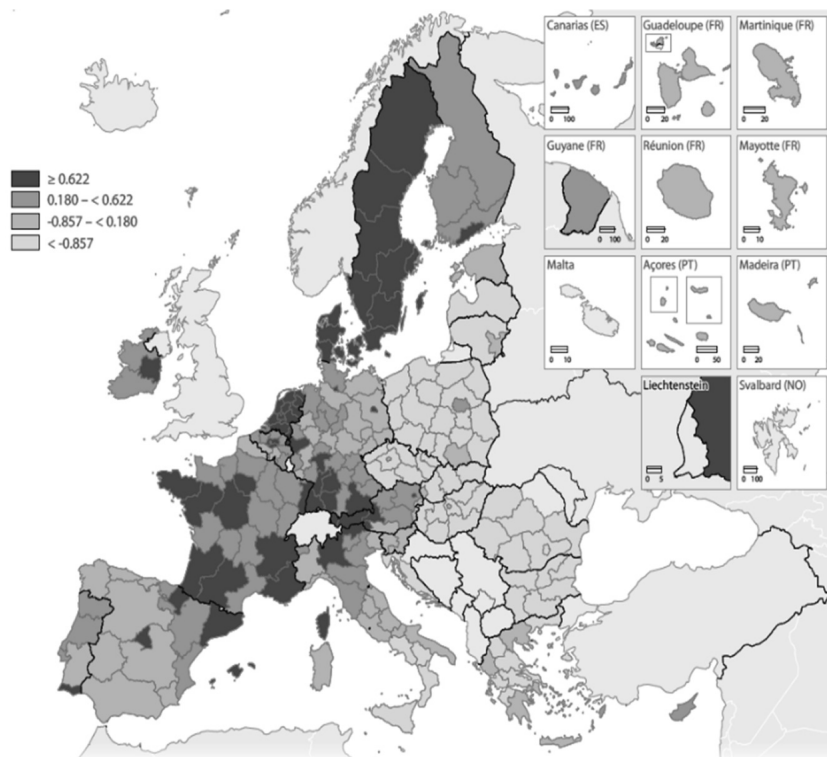 Canarias (ES)
0 100
Guadeloupe (FR)
0 20
Martinique (FR)
0 20
Guyane (FR)
0 100
Réunion (FR)
0 20
Mayotte (FR)
0 10
Malta
0 10
Açores (PT)
0 50
Madeira (PT)
0 20
Liechtenstein
0 5
Svalbard (NO)
0 100
≥ 0.622
0.180 – < 0.622
-0.857 – < 0.180
< -0.857